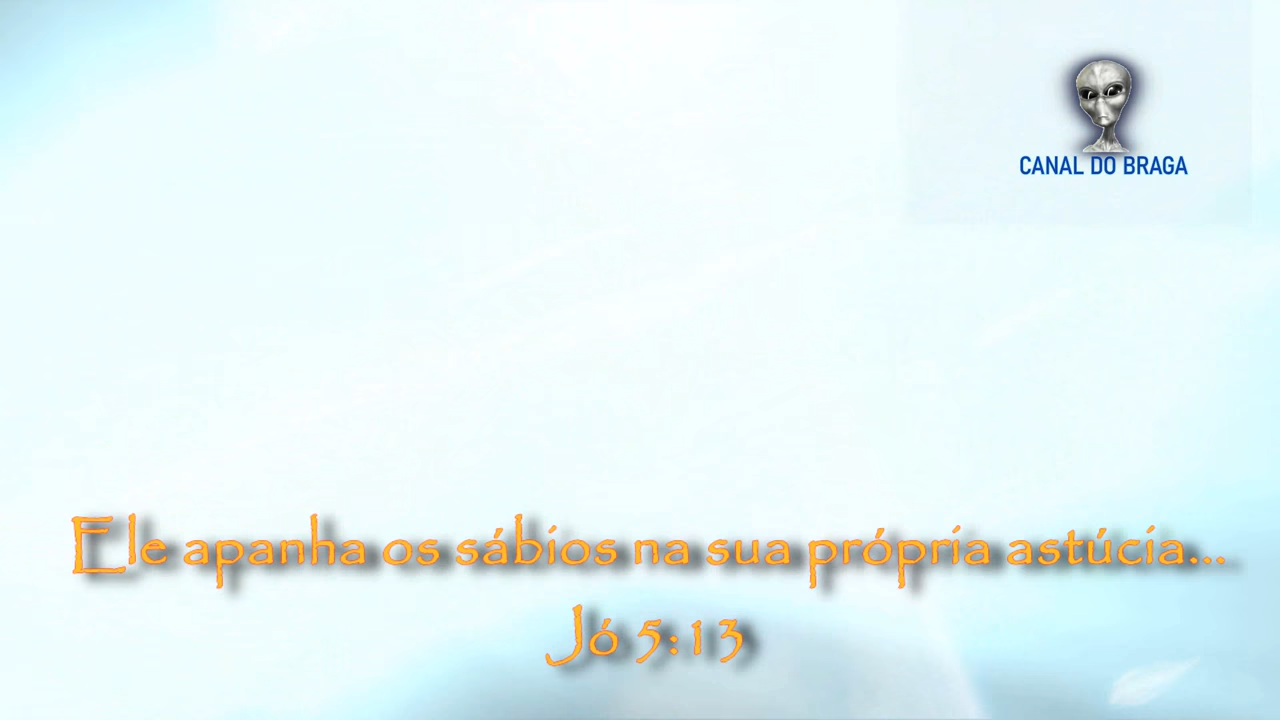 CANAL DO BRAGA
Ele apanha os sábios na sua própria astúcia...
Jó 5:13